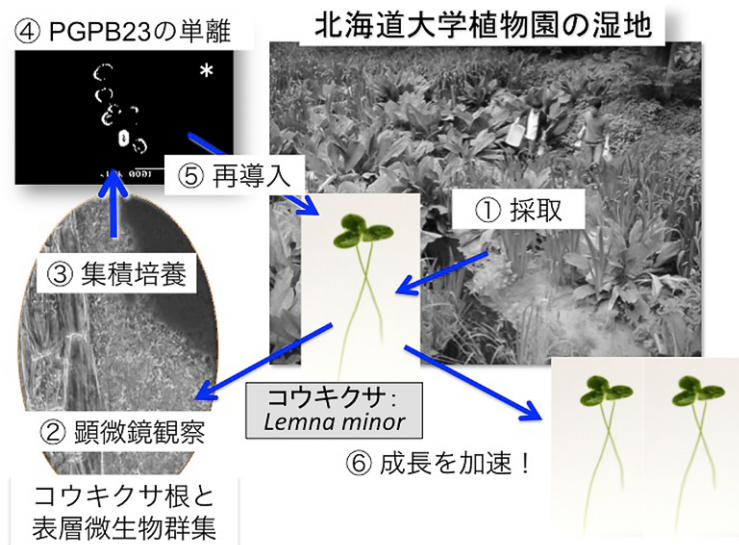 ④ PGPB23の単離
北海道大学植物園の湿地
*
⑤ 再導入
① 採取
③ 集積培養
コウキクサ：
Lemna minor
② 顕微鏡観察
⑥ 成長を加速！
コウキクサ根と
表層微生物群集